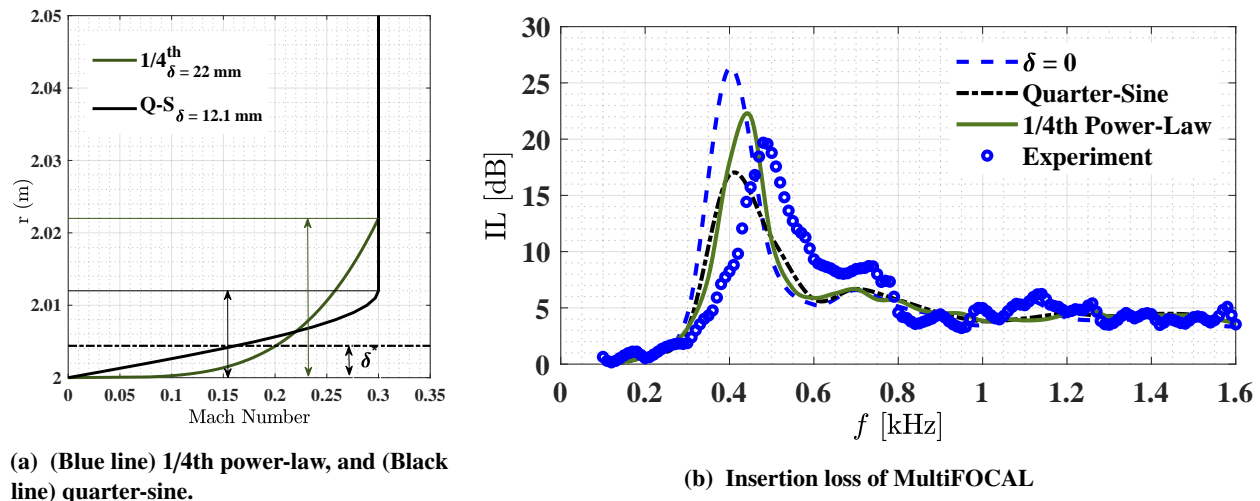 2.05
2.04
2.03
2.02
2.01
2
r (m)
1/4th δ = 22 mm
Q-S δ = 12.1 mm
δ*
0 0.05 0.1 0.15 0.2 0.25 0.3 0.35
Mach Number
(a) (Blue line) 1/4th power-law, and (Black
line) quarter-sine.
30
25
20
15
10
5
0
IL [dB]
δ = 0
Quarter-Sine
1/4th Power-Law
Experiment
0 0.2 0.4 0.6 0.8 1 1.2 1.4 1.6
f [kHz]
(b) Insertion loss of MultiFOCAL